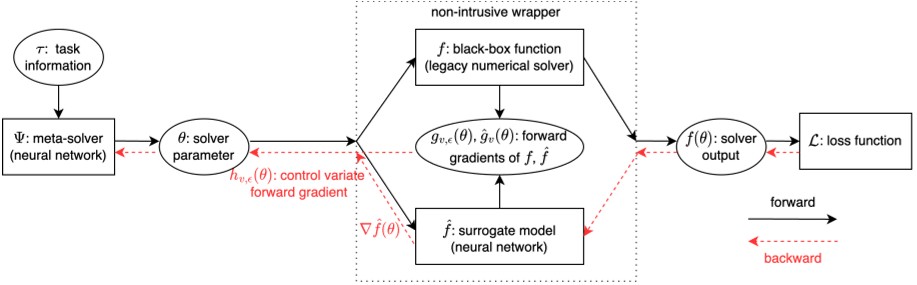 non-intrusive wrapper
τ: task
information
f: black-box function
(legacy numerical solver)
Ψ: meta-solver
(neural network)
θ: solver
parameter
g_{v,ϵ}(θ), ĝ_v(θ): forward
gradients of f, f̂
f(θ): solver
output
ℒ: loss function
h_{v,ϵ}(θ): control variate
forward gradient
∇f̂(θ)
f̂: surrogate model
(neural network)
forward
backward